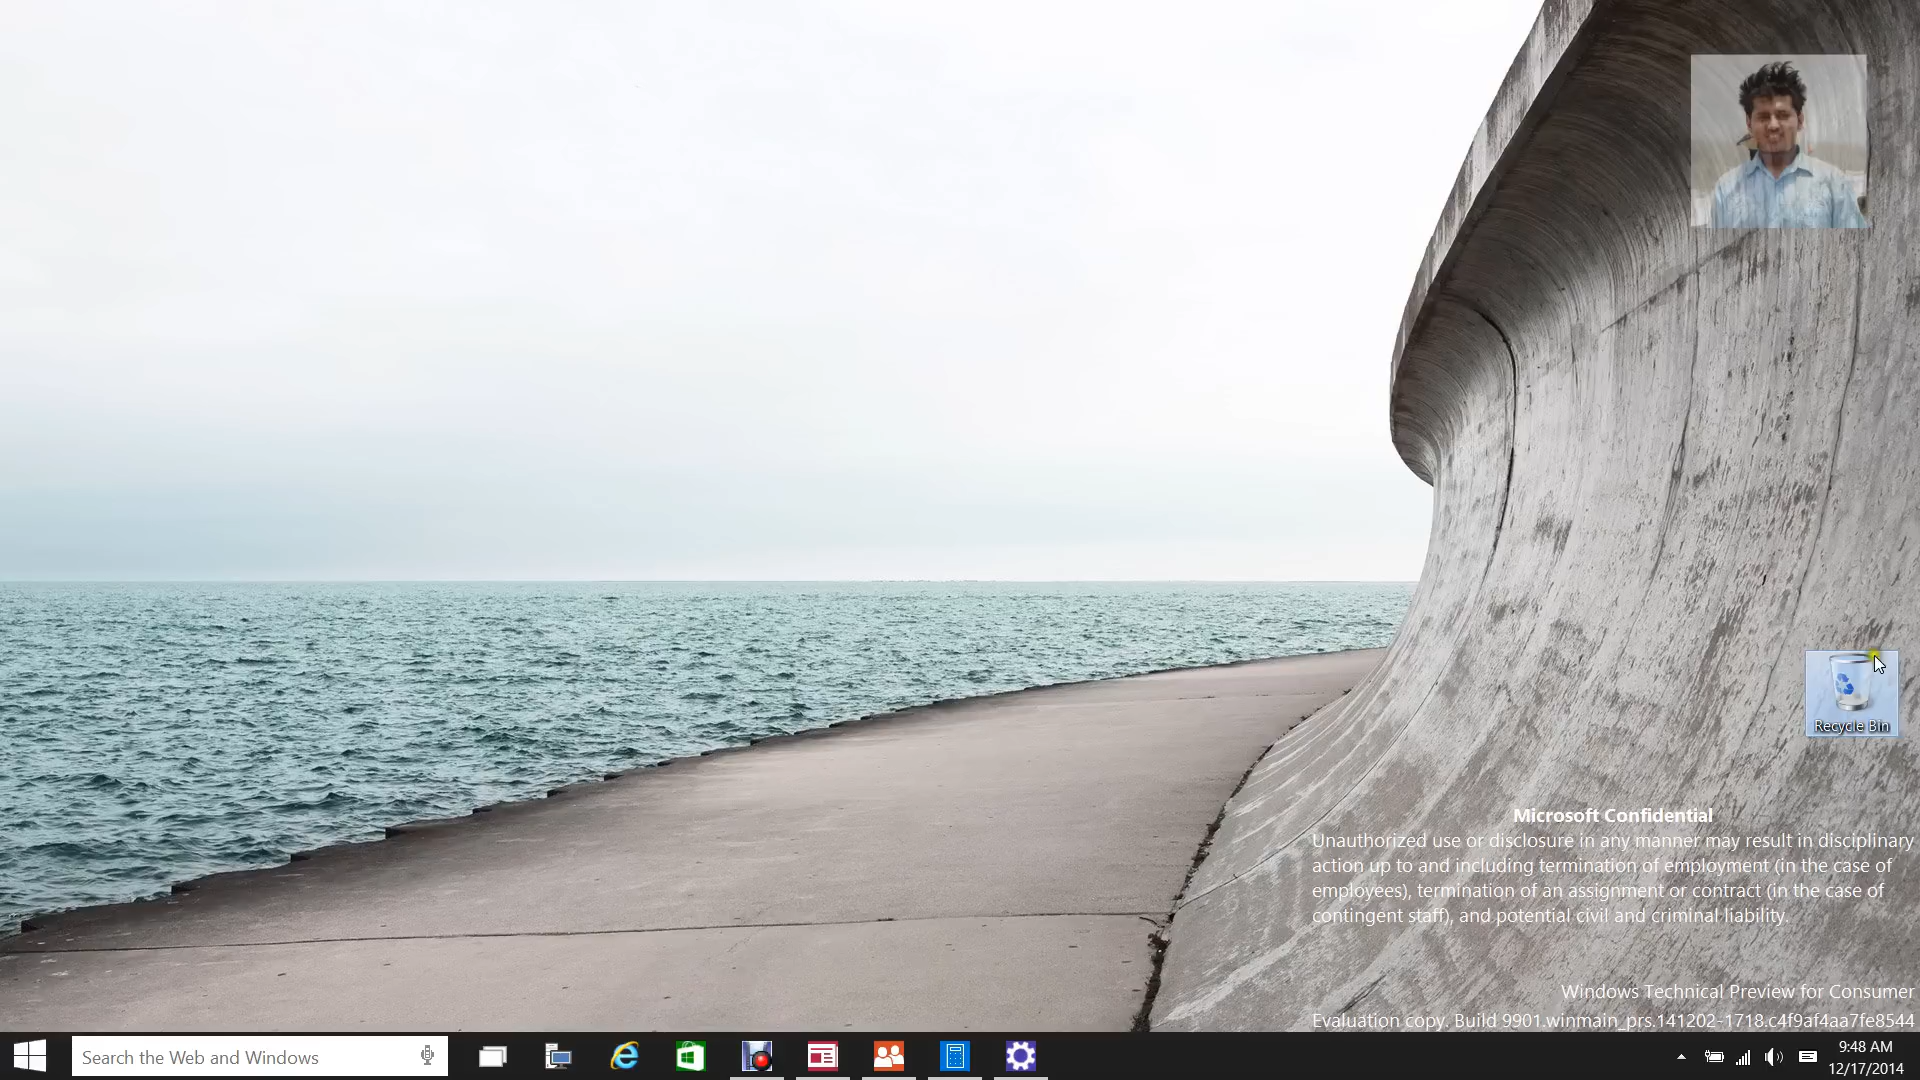 Recycle Bin
Microsoft Confidential
Unauthorized use or disclosure in any manner may result in disciplinary
action up to and including termination of employment (in the case of
employees), termination of an assignment or contract (in the case of
contingent staff), and potential civil and criminal liability.
Windows Technical Preview for Consumer
Evaluation copy. Build 9901.winmain_prs.141202-1718.c4f9af4aa7fe8544
Search the Web and Windows
9:48 AM
12/17/2014